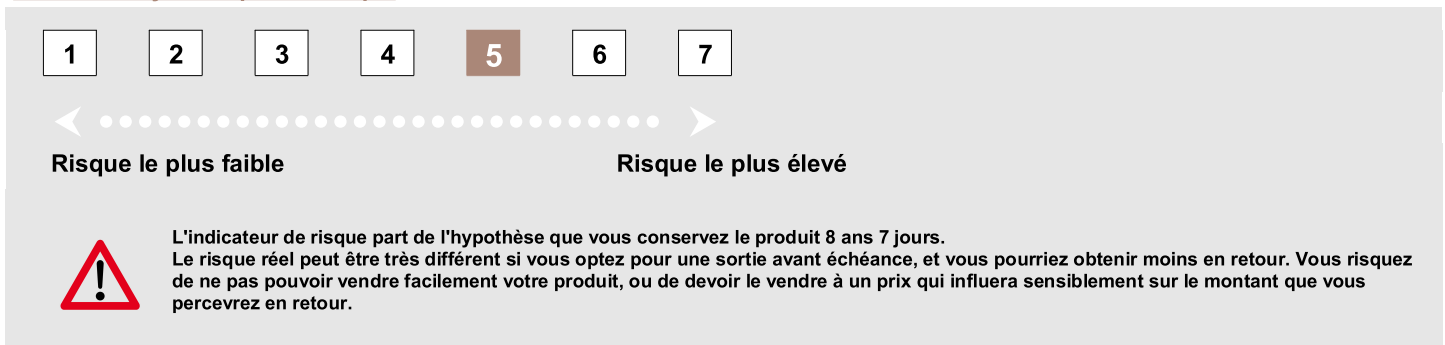 1 2 3 4 5 6 7
Risque le plus faible Risque le plus élevé
L'indicateur de risque part de l'hypothèse que vous conservez le produit 8 ans 7 jours.
Le risque réel peut être très différent si vous optez pour une sortie avant échéance, et vous pourriez obtenir moins en retour. Vous risquez
de ne pas pouvoir vendre facilement votre produit, ou de devoir le vendre à un prix qui influera sensiblement sur le montant que vous
percevrez en retour.